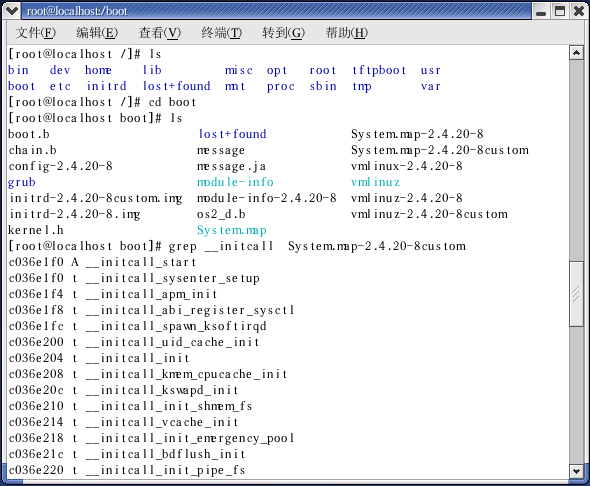 root@localhost:/boot
文件(F) 编辑(E) 查看(V) 终端(T) 转到(G) 帮助(H)
[root@localhost /]# ls
bin dev home lib misc opt root tftpboot usr
boot etc initrd lost+found mnt proc sbin tmp var
[root@localhost /]# cd boot
[root@localhost boot]# ls
boot.b lost+found System.map-2.4.20-8
chain.b message System.map-2.4.20-8custom
config-2.4.20-8 message.ja vmlinux-2.4.20-8
grub module-info vmlinuz
initrd-2.4.20-8custom.img module-info-2.4.20-8 vmlinuz-2.4.20-8
initrd-2.4.20-8.img os2_d.b vmlinuz-2.4.20-8custom
kernel.h System.map
[root@localhost boot]# grep __initcall System.map-2.4.20-8custom
c036e1f0 A __initcall_start
c036e1f0 t __initcall_sysenter_setup
c036e1f4 t __initcall_apm_init
c036e1f8 t __initcall_abi_register_sysctl
c036e1fc t __initcall_spawn_ksoftirqd
c036e200 t __initcall_uid_cache_init
c036e204 t __initcall_init
c036e208 t __initcall_kmem_cpucache_init
c036e20c t __initcall_kswapd_init
c036e210 t __initcall_init_shmem_fs
c036e214 t __initcall_vcache_init
c036e218 t __initcall_init_emergency_pool
c036e21c t __initcall_bdflush_init
c036e220 t __initcall_init_pipe_fs